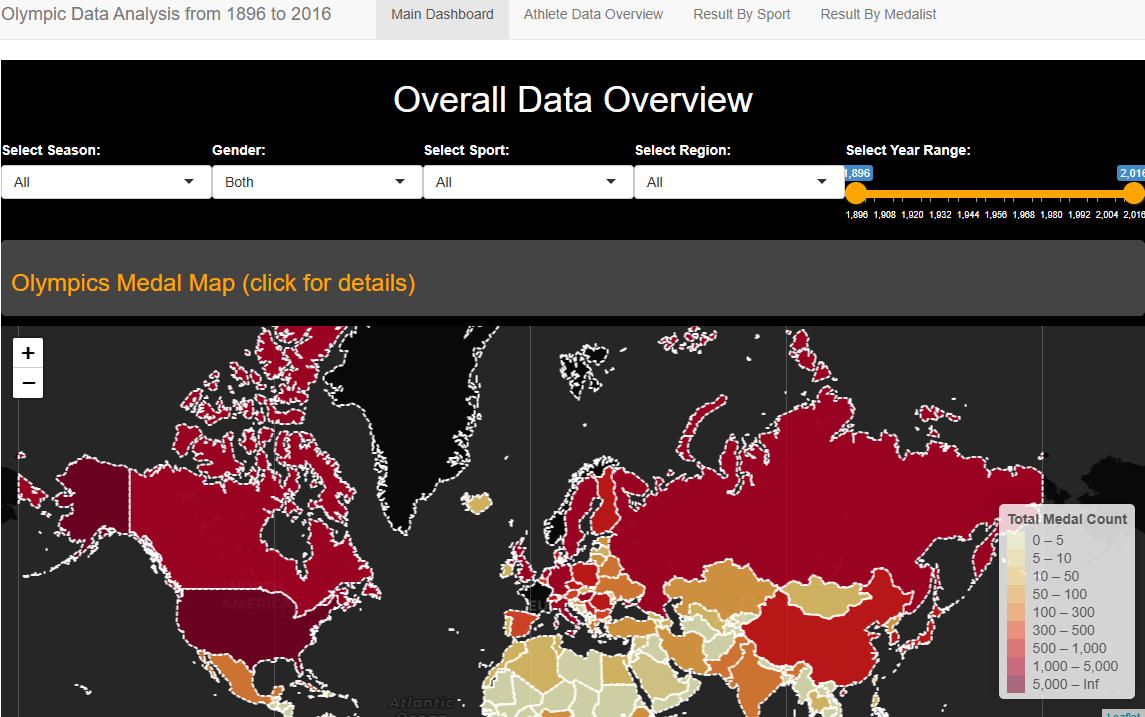 Olympic Data Analysis from 1896 to 2016 Main Dashboard Athlete Data Overview Result By Sport Result By Medalist
Overall Data Overview
Select Season: Gender: Select Sport: Select Region: Select Year Range:
1,896 2,016
All Both All All
1,896 1,908 1,920 1,932 1,944 1,956 1,968 1,980 1,992 2,004 2,016
Olympics Medal Map (click for details)
+
−
Total Medal Count
0 – 5
5 – 10
10 – 50
50 – 100
100 – 300
300 – 500
500 – 1,000
1,000 – 5,000
5,000 – Inf
NORTH
AMERICA
Atlantic
Ocean
Leaflet